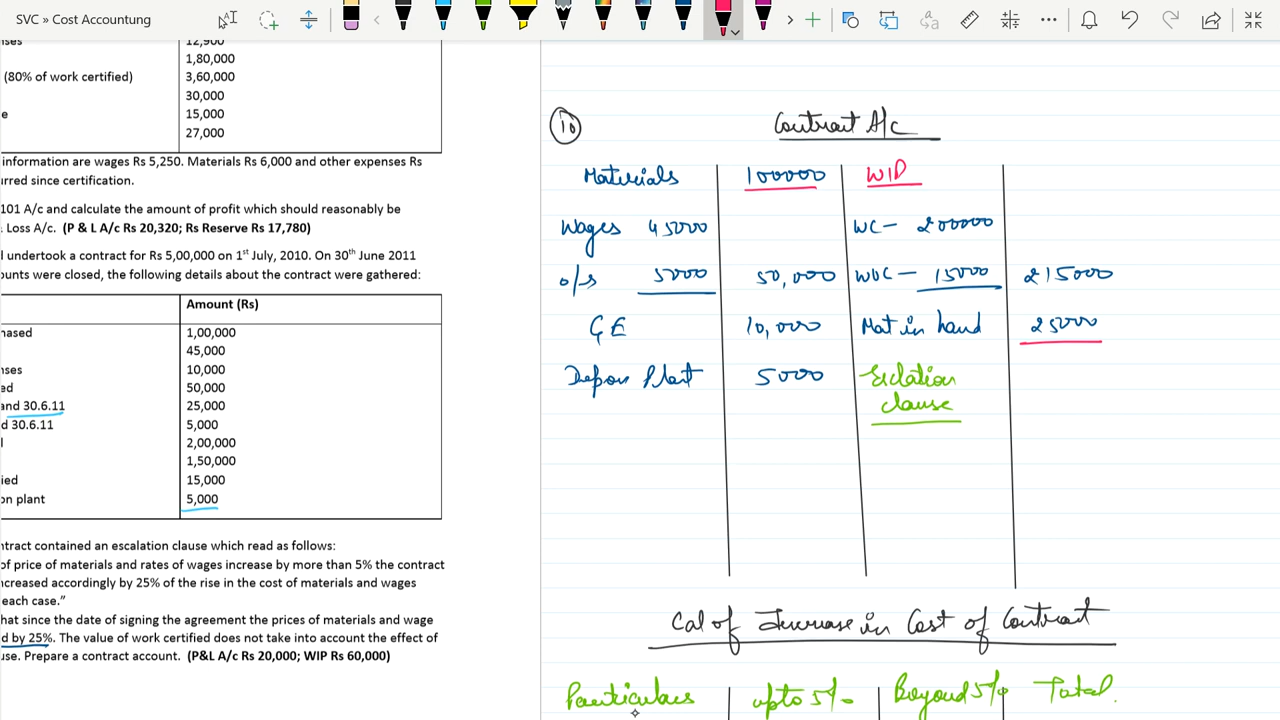 SVC » Cost Accountung
12,900
1,80,000
(80% of work certified) 3,60,000
30,000
e 15,000
27,000
information are wages Rs 5,250. Materials Rs 6,000 and other expenses Rs
rred since certification.
101 A/c and calculate the amount of profit which should reasonably be
Loss A/c. (P & L A/c Rs 20,320; Rs Reserve Rs 17,780)
l undertook a contract for Rs 5,00,000 on 1st July, 2010. On 30th June 2011
ounts were closed, the following details about the contract were gathered:
Amount (Rs)
hased 1,00,000
45,000
nses 10,000
ed 50,000
and 30.6.11 25,000
d 30.6.11 5,000
l 2,00,000
1,50,000
ied 15,000
on plant 5,000
ntract contained an escalation clause which read as follows:
of price of materials and rates of wages increase by more than 5% the contract
ncreased accordingly by 25% of the rise in the cost of materials and wages
each case.”
hat since the date of signing the agreement the prices of materials and wage
d by 25%. The value of work certified does not take into account the effect of
use. Prepare a contract account. (P&L A/c Rs 20,000; WIP Rs 60,000)
10 Contract A/c
Materials 100000 WIP
Wages 45000 WC- 200000
o/s 5000 50,000 WUC- 15000 215000
GE 10,000 Mat in hand 25000
Depon Plant 5000 Esclation
clause
Cal of Increase in Cost of Contract
Particulars upto 5% Beyond 5% Total.